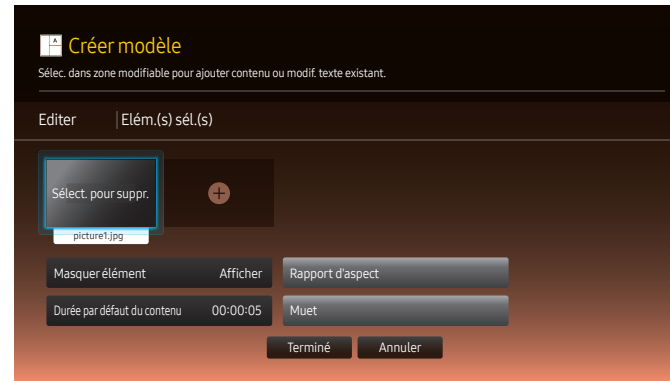 Créer modèle
Sélec. dans zone modifiable pour ajouter contenu ou modif. texte existant.
Editer | Elém.(s) sél.(s)
Sélect. pour suppr.
picture1.jpg
Masquer élément Afficher Rapport d'aspect
Durée par défaut du contenu 00:00:05 Muet
Terminé Annuler